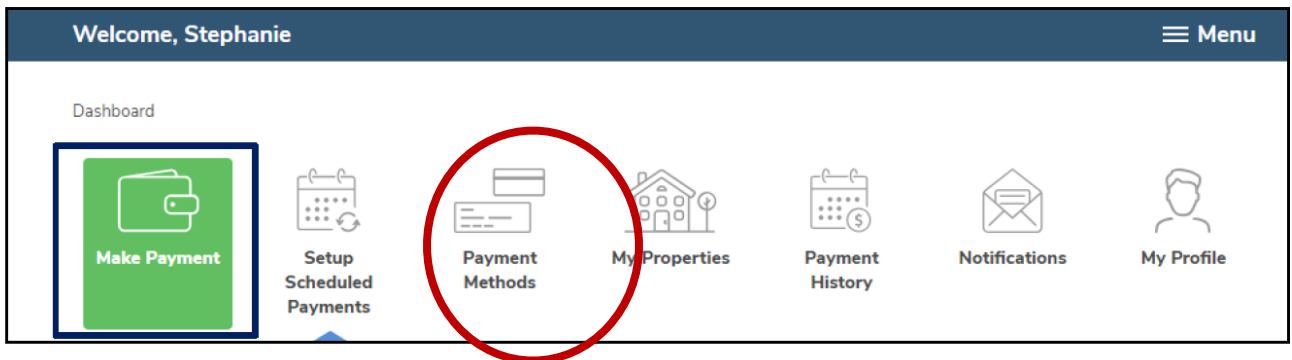 Welcome, Stephanie
Menu
Dashboard
Make Payment
Setup
Scheduled
Payments
Payment
Methods
My Properties
Payment
History
Notifications
My Profile